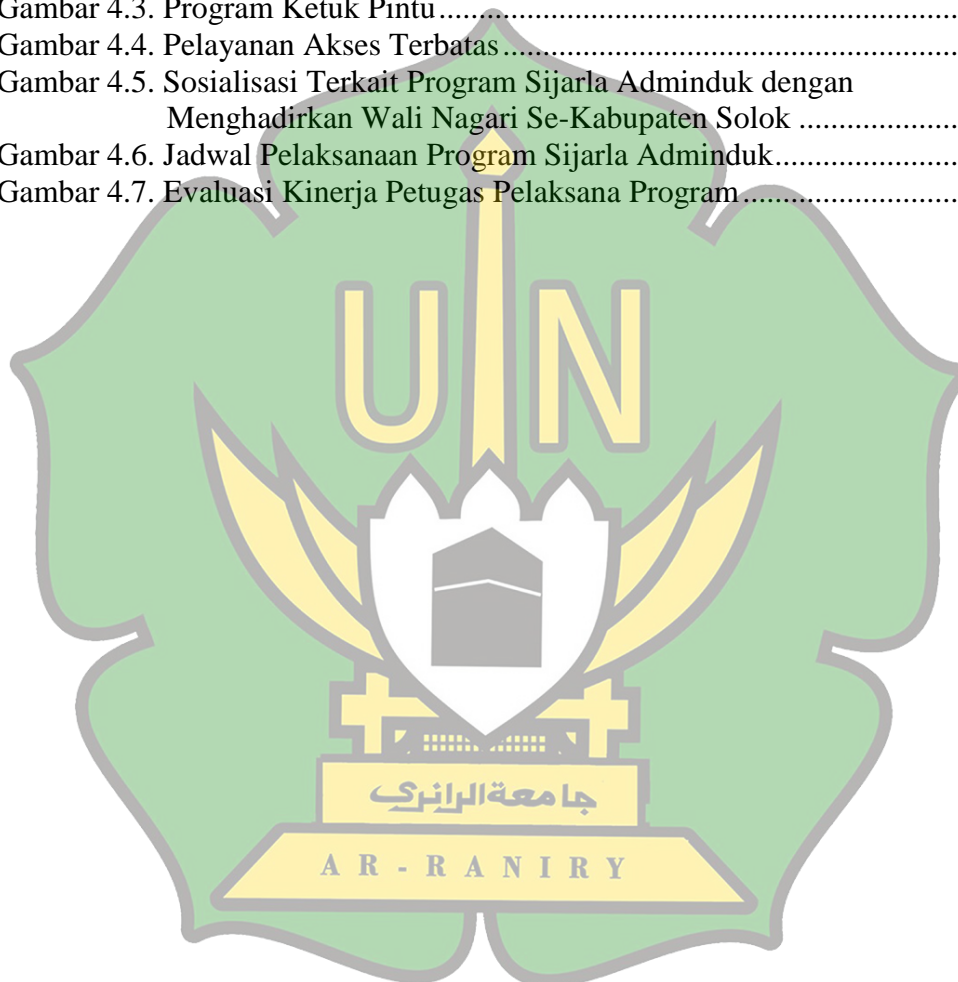 Gambar 4.3. Program Ketuk Pintu........................................................................
Gambar 4.4. Pelayanan Akses Terbatas................................................................
Gambar 4.5. Sosialisasi Terkait Program Sijarla Adminduk dengan
Menghadirkan Wali Nagari Se-Kabupaten Solok ......................
Gambar 4.6. Jadwal Pelaksanaan Program Sijarla Adminduk.........................
Gambar 4.7. Evaluasi Kinerja Petugas Pelaksana Program..............................
UIN
جامعة الرانري
AR-RANIRY